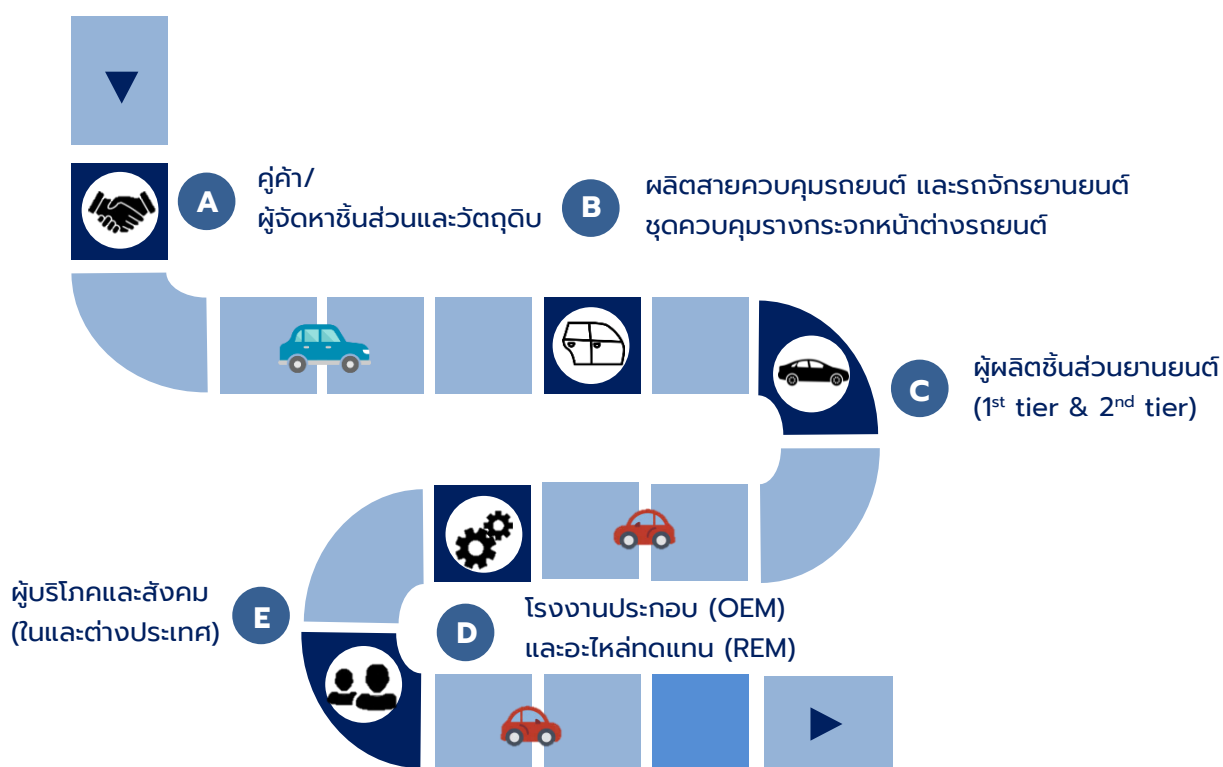 A
คู่ค้า/
ผู้จัดหาชิ้นส่วนและวัตถุดิบ
B
ผลิตสายควบคุมรถยนต์ และรถจักรยานยนต์
ชุดควบคุมรางกระจกหน้าต่างรถยนต์
C
ผู้ผลิตชิ้นส่วนยานยนต์
(1st tier & 2nd tier)
D
โรงงานประกอบ (OEM)
และอะไหล่ทดแทน (REM)
E
ผู้บริโภคและสังคม
(ในและต่างประเทศ)